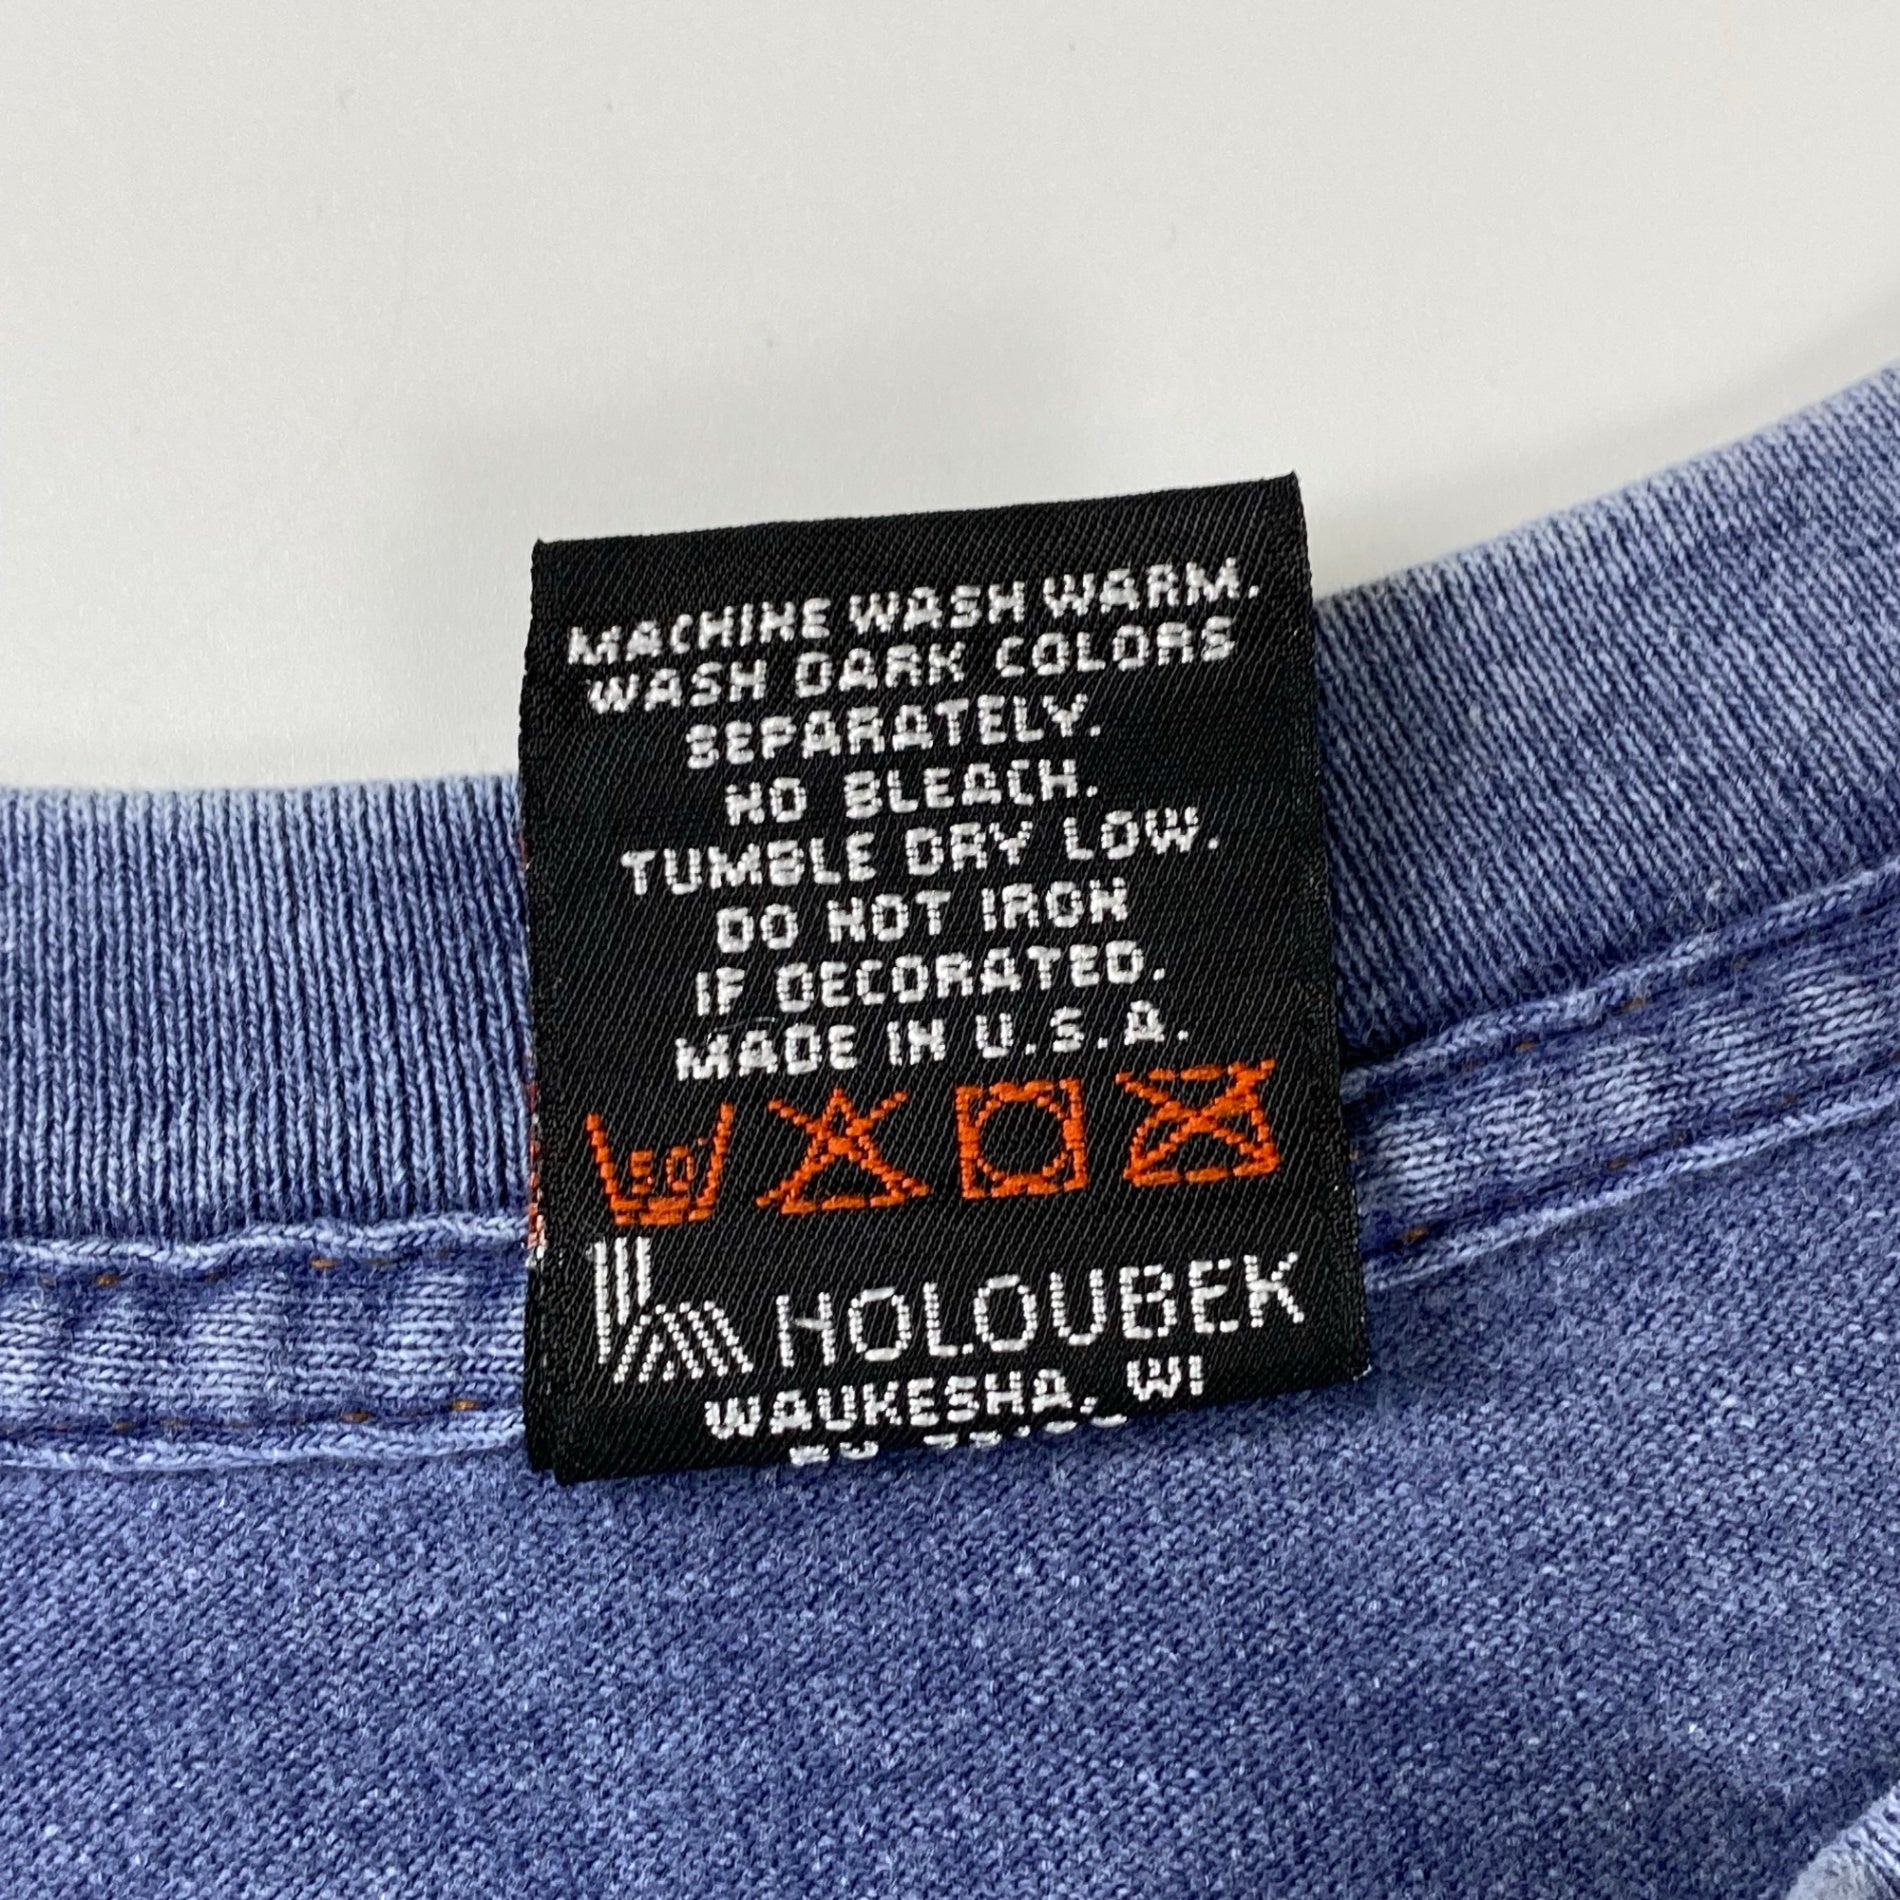 MACHINE WASH WARM.
WASH DARK COLORS
SEPARATELY.
NO BLEACH.
TUMBLE DRY LOW.
DO NOT IRON
IF DECORATED.
MADE IN U.S.A.
50
HOLOUBEK
WAUKESHA, WI